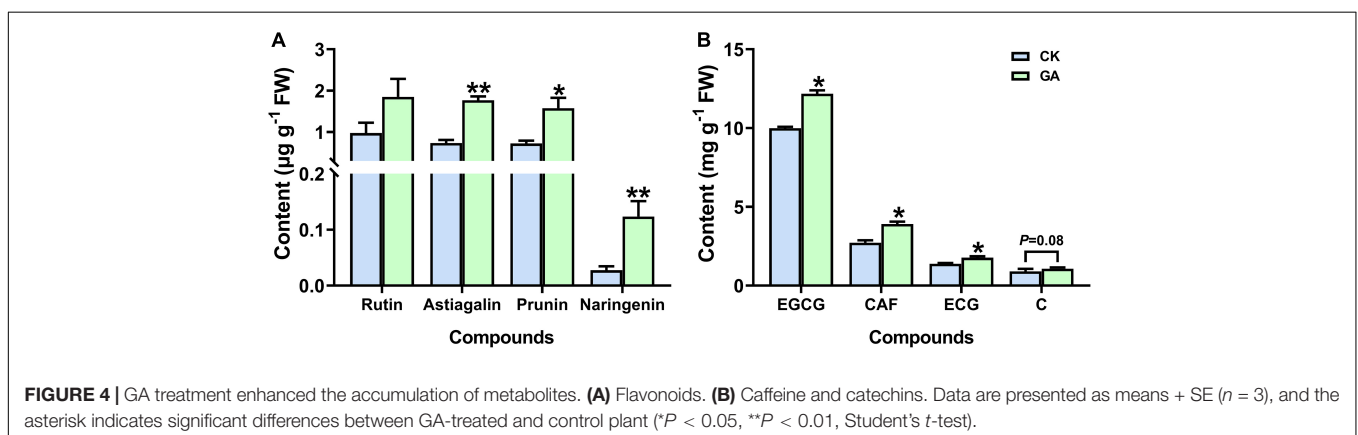 A
Content (µg g⁻¹ FW)
3
2
1
0.2
0.1
0.0
**
*
**
Rutin Astiagalin Prunin Naringenin
Compounds
B
Content (mg g⁻¹ FW)
15
10
5
0
CK
GA
*
*
*
P=0.08
EGCG CAF ECG C
Compounds
FIGURE 4 | GA treatment enhanced the accumulation of metabolites. (A) Flavonoids. (B) Caffeine and catechins. Data are presented as means + SE (n = 3), and the
asterisk indicates significant differences between GA-treated and control plant (*P < 0.05, **P < 0.01, Student's t-test).